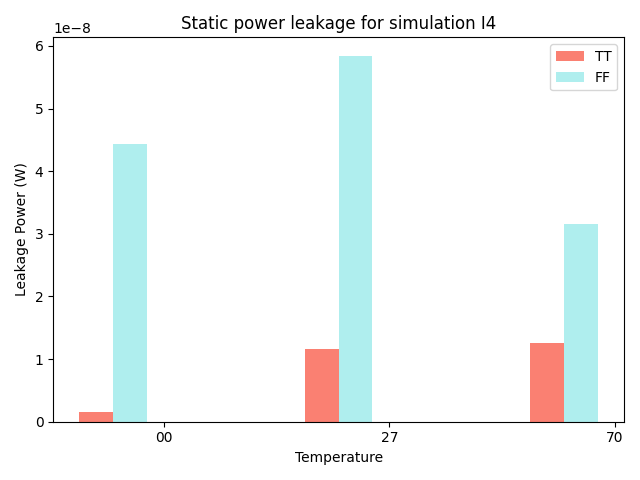 Static power leakage for simulation I4
1e−8
6
5
4
3
2
1
0
Leakage Power (W)
TT
FF
00
27
70
Temperature